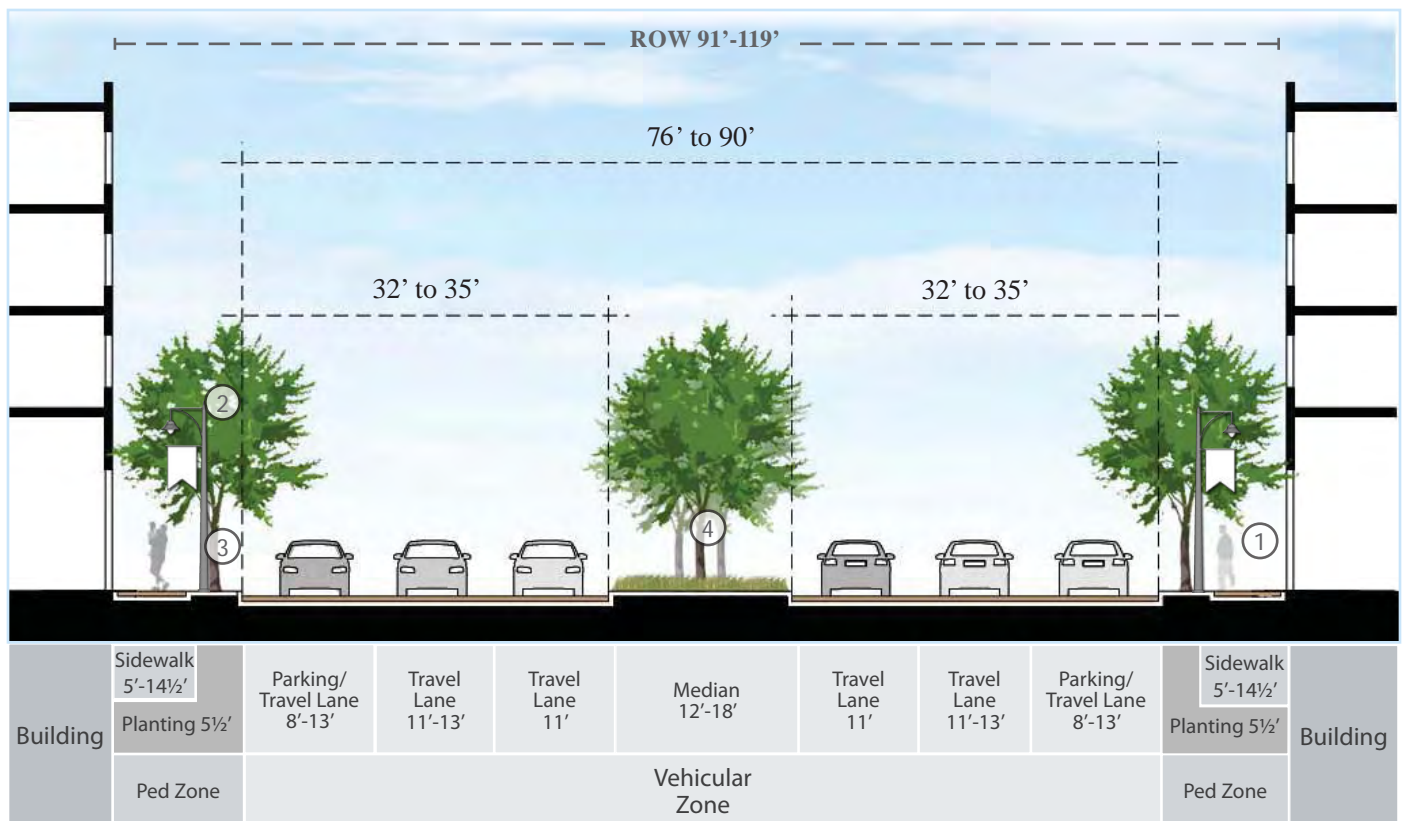 ROW 91’-119’
76’ to 90’
32’ to 35’
32’ to 35’
2
3
4
1
Building
Sidewalk
5’-14½’
Planting 5½’
Parking/
Travel Lane
8’-13’
Travel
Lane
11’-13’
Travel
Lane
11’
Median
12’-18’
Travel
Lane
11’
Travel
Lane
11’-13’
Parking/
Travel Lane
8’-13’
Sidewalk
5’-14½’
Planting 5½’
Building
Ped Zone
Vehicular
Zone
Ped Zone